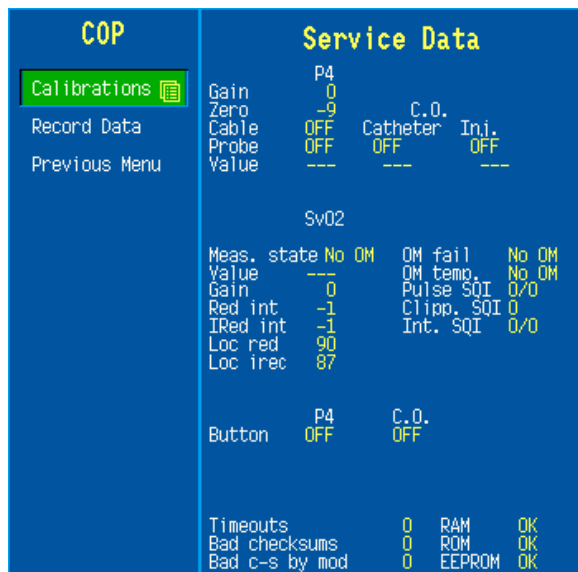 COP
Calibrations
Record Data
Previous Menu
Service Data
P4
Gain 0
Zero -9 C.O.
Cable OFF Catheter Inj.
Probe OFF OFF OFF
Value --- --- ---
SvO2
Meas. state No OM OM fail No OM
Value --- OM temp. No OM
Gain 0 Pulse SQI 0/0
Red int -1 Clipp. SQI 0
IRed int -1 Int. SQI 0/0
Loc red 90
Loc irec 87
P4 C.O.
Button OFF OFF
Timeouts 0 RAM OK
Bad checksums 0 ROM OK
Bad c-s by mod 0 EEPROM OK